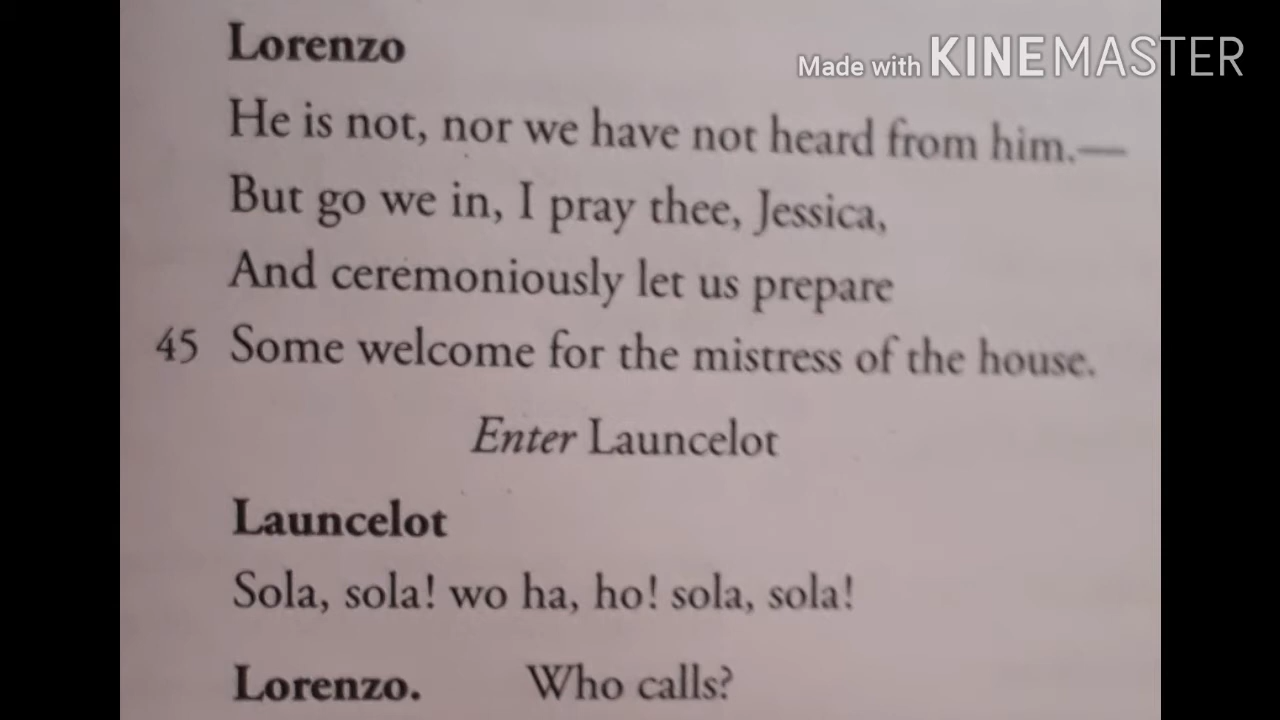 Made with KINEMASTER
Lorenzo
He is not, nor we have not heard from him.—
But go we in, I pray thee, Jessica,
And ceremoniously let us prepare
45 Some welcome for the mistress of the house.
Enter Launcelot
Launcelot
Sola, sola! wo ha, ho! sola, sola!
Lorenzo. Who calls?